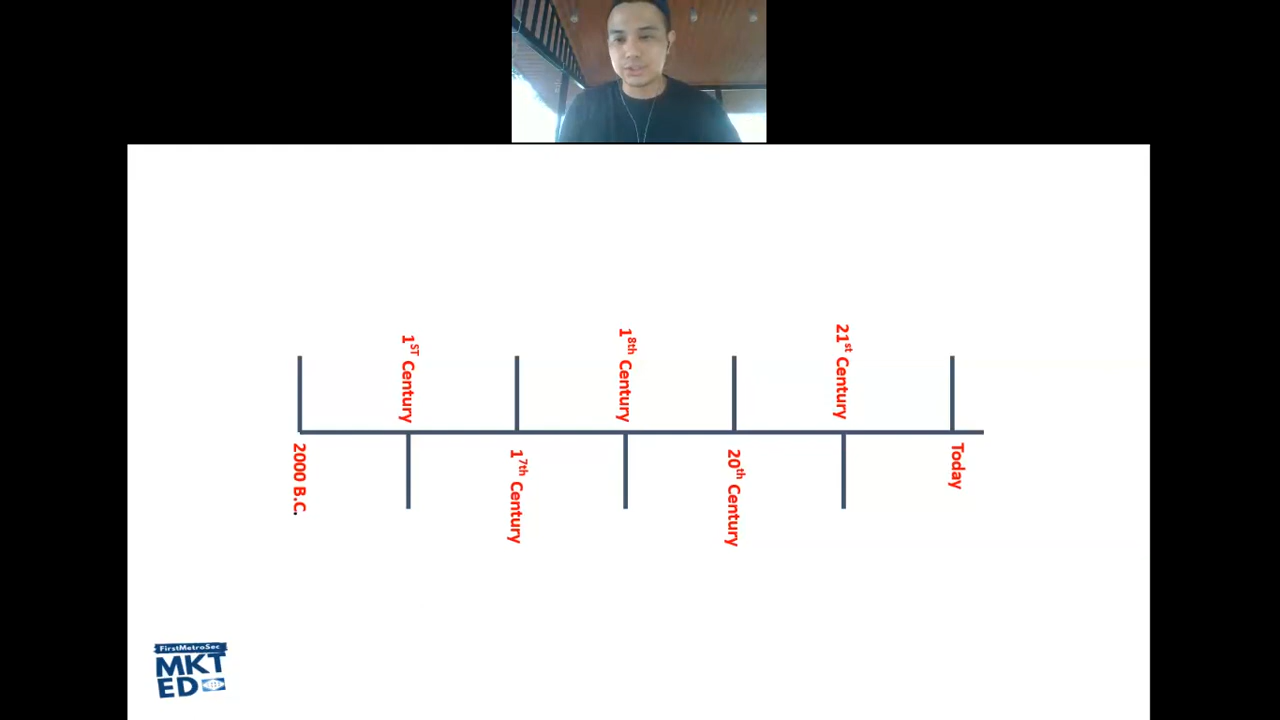 1ST Century
18th Century
21st Century
2000 B.C.
17th Century
20th Century
Today
FirstMetroSec
MKT
ED